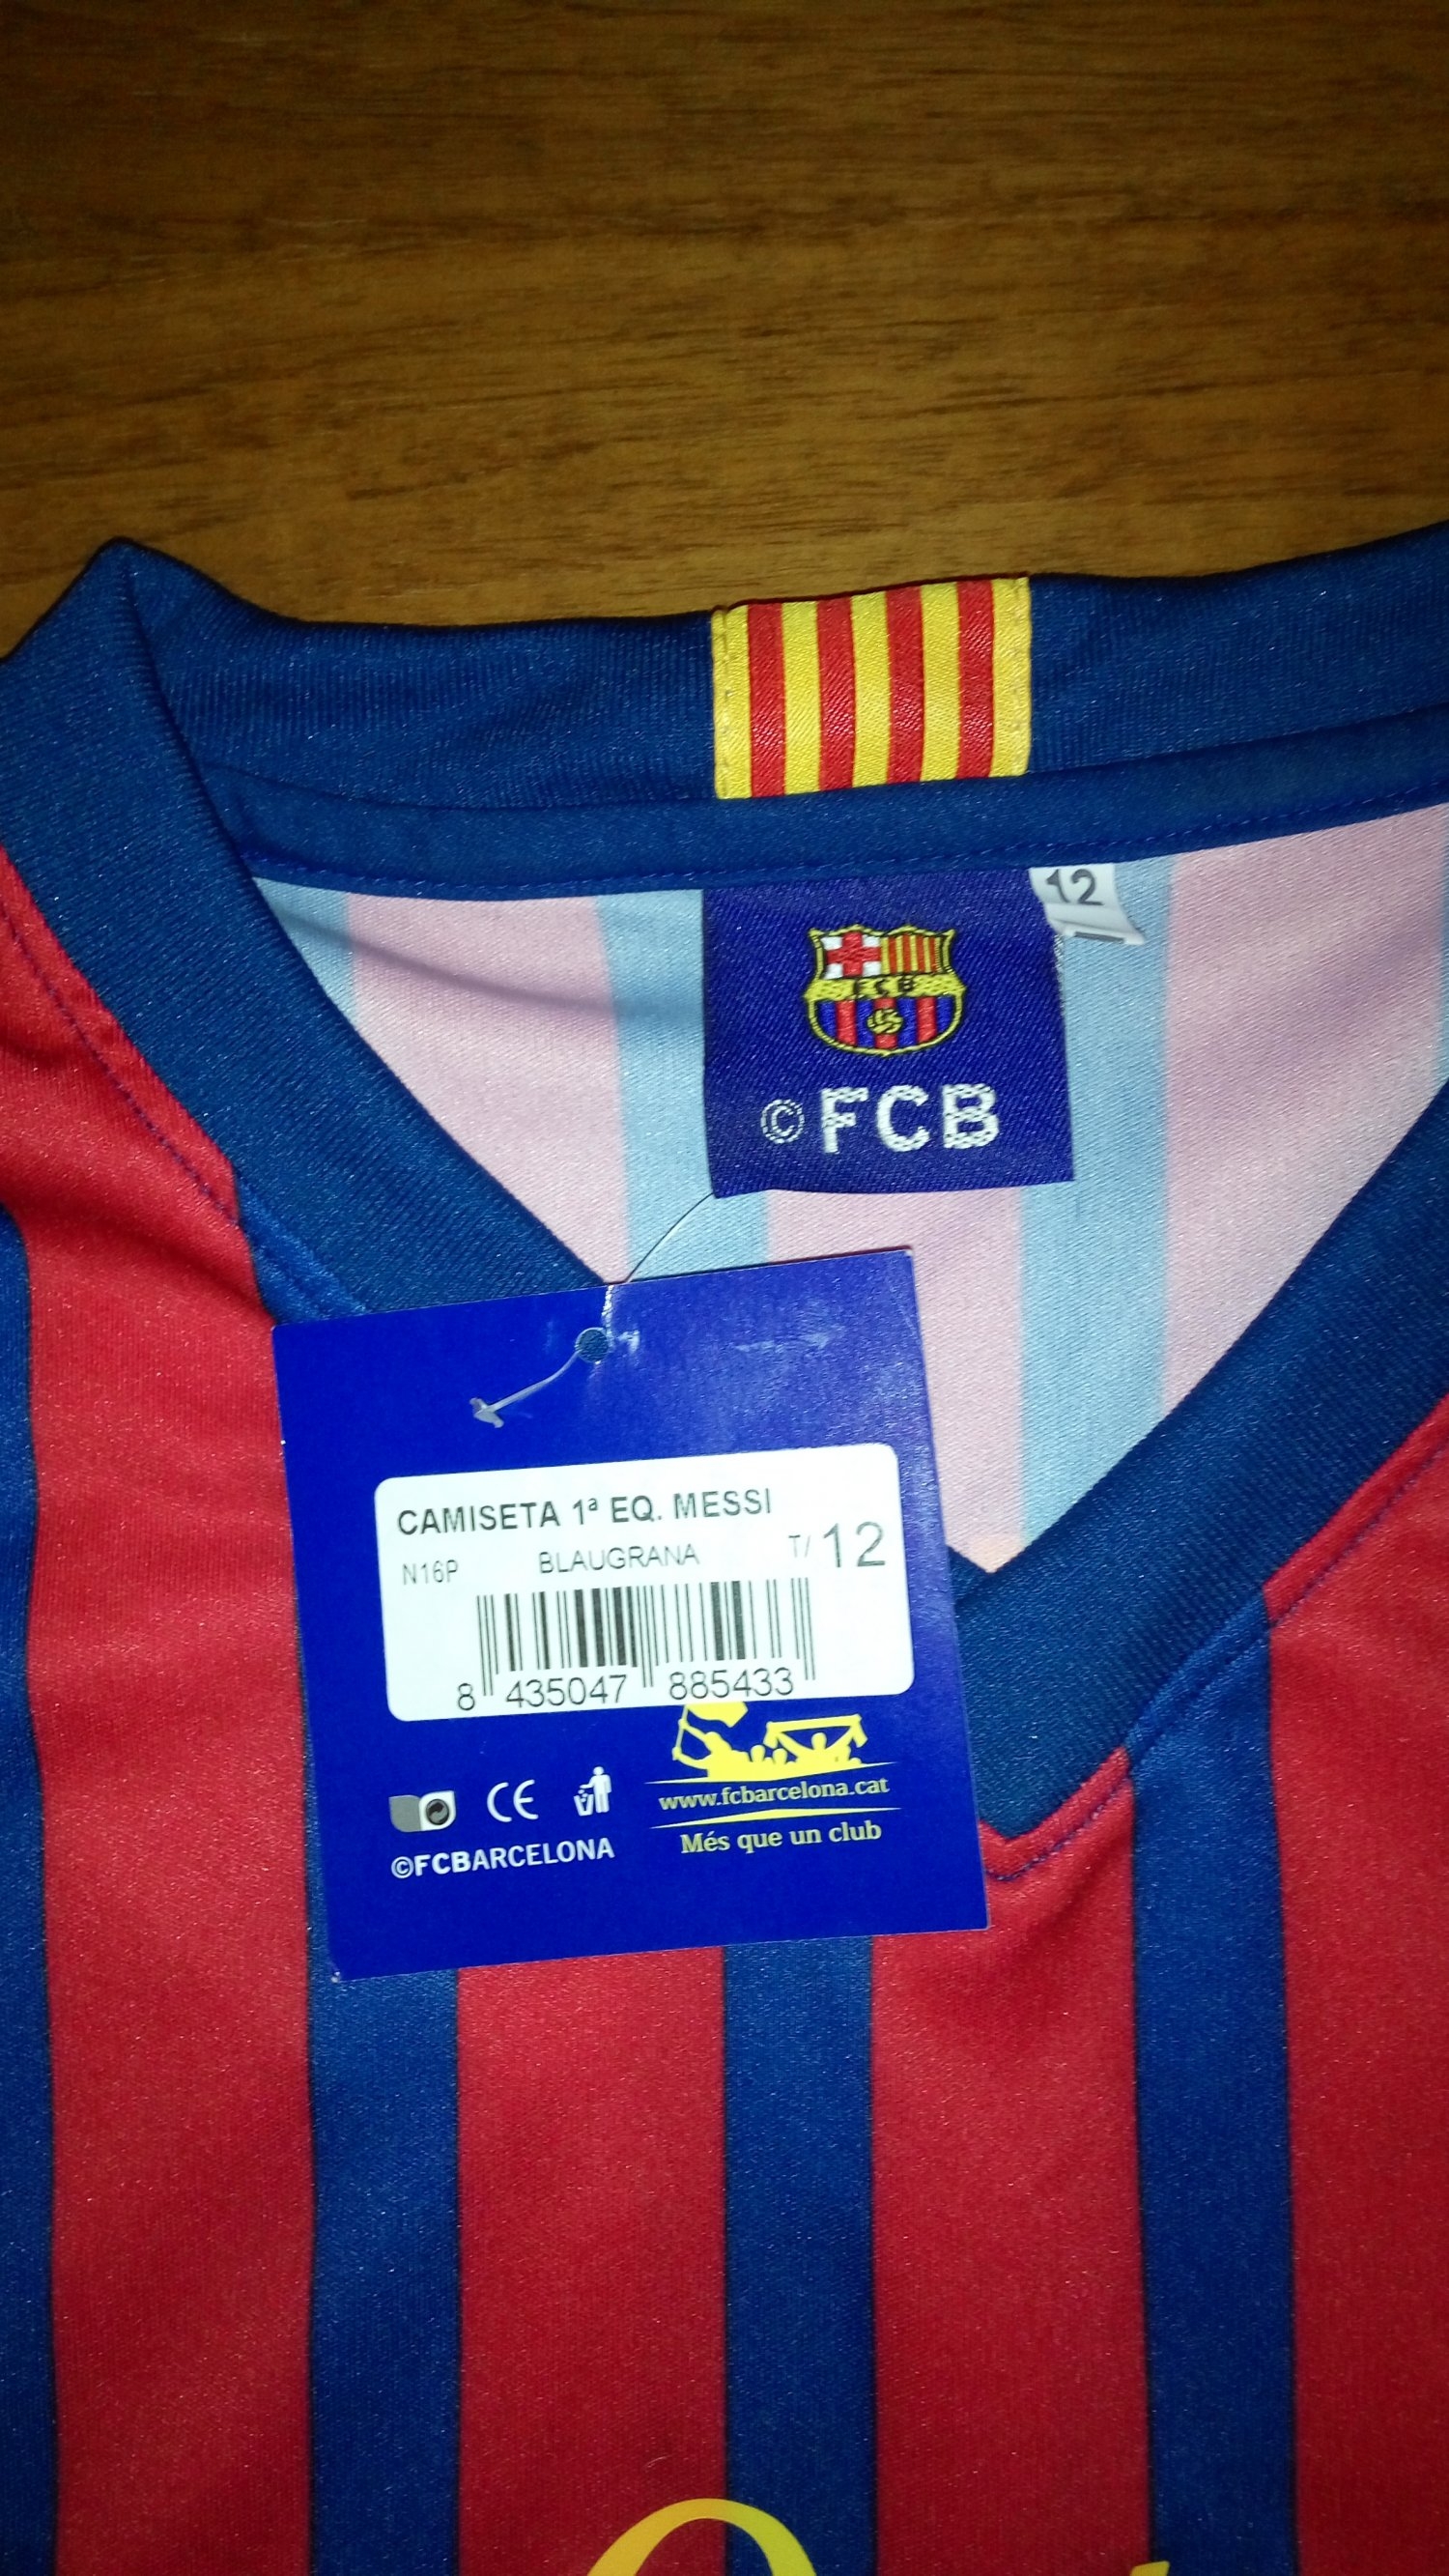 12
FCB
©FCB
CAMISETA 1ª EQ. MESSI
N16P BLAUGRANA T/12
8 435047 885433
CE
www.fcbarcelona.cat
©FCBARCELONA
Més que un club